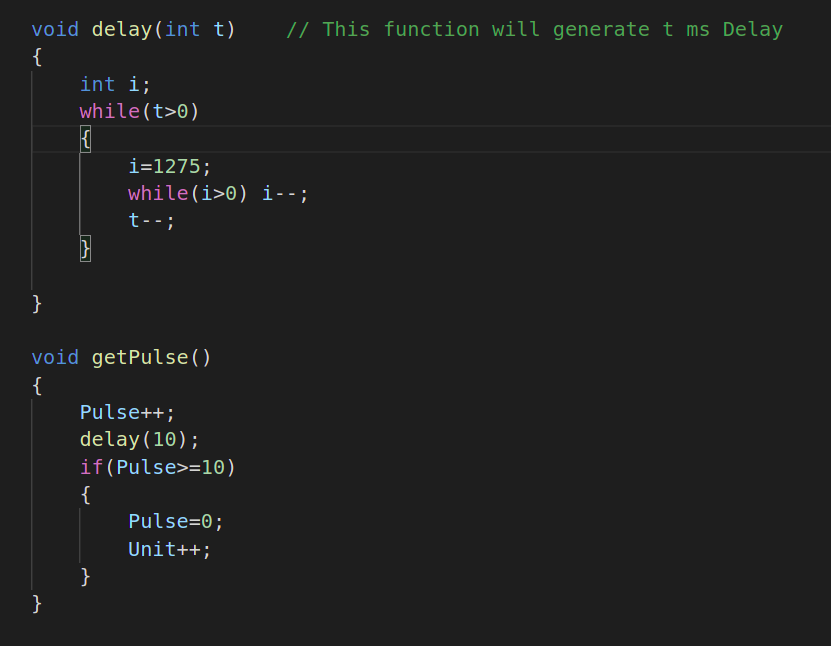 void delay(int t)    // This function will generate t ms Delay
{
    int i;
    while(t>0)
    {
        i=1275;
        while(i>0) i--;
        t--;
    }
}
void getPulse()
{
    Pulse++;
    delay(10);
    if(Pulse>=10)
    {
        Pulse=0;
        Unit++;
    }
}